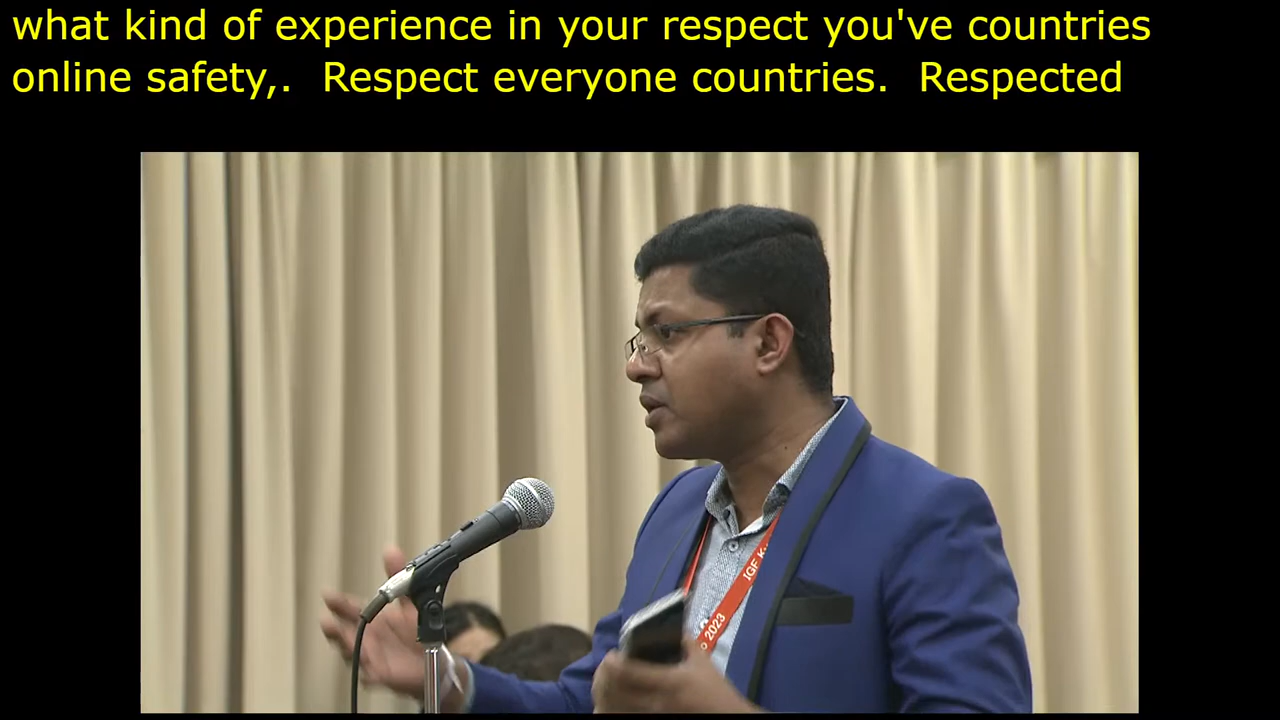 what kind of experience in your respect you've countries
online safety,.  Respect everyone countries.  Respected
IGF
2023